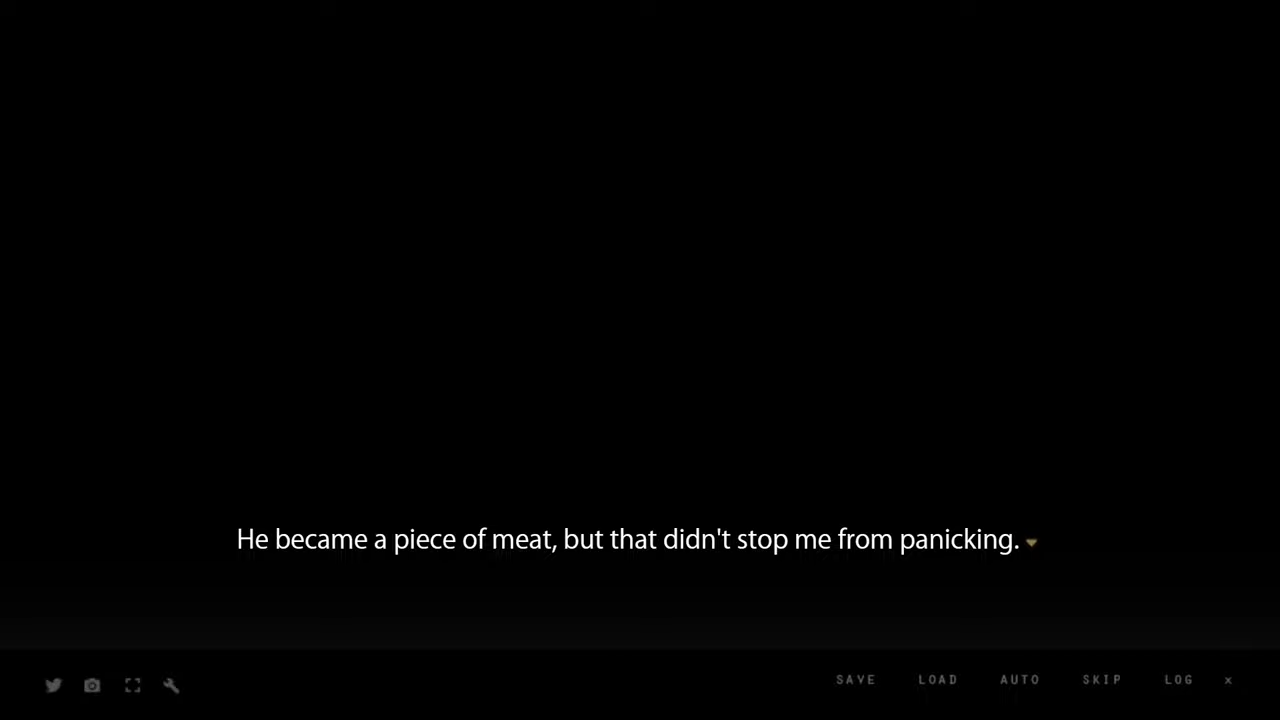 He became a piece of meat, but that didn't stop me from panicking.
SAVE LOAD AUTO SKIP LOG ×